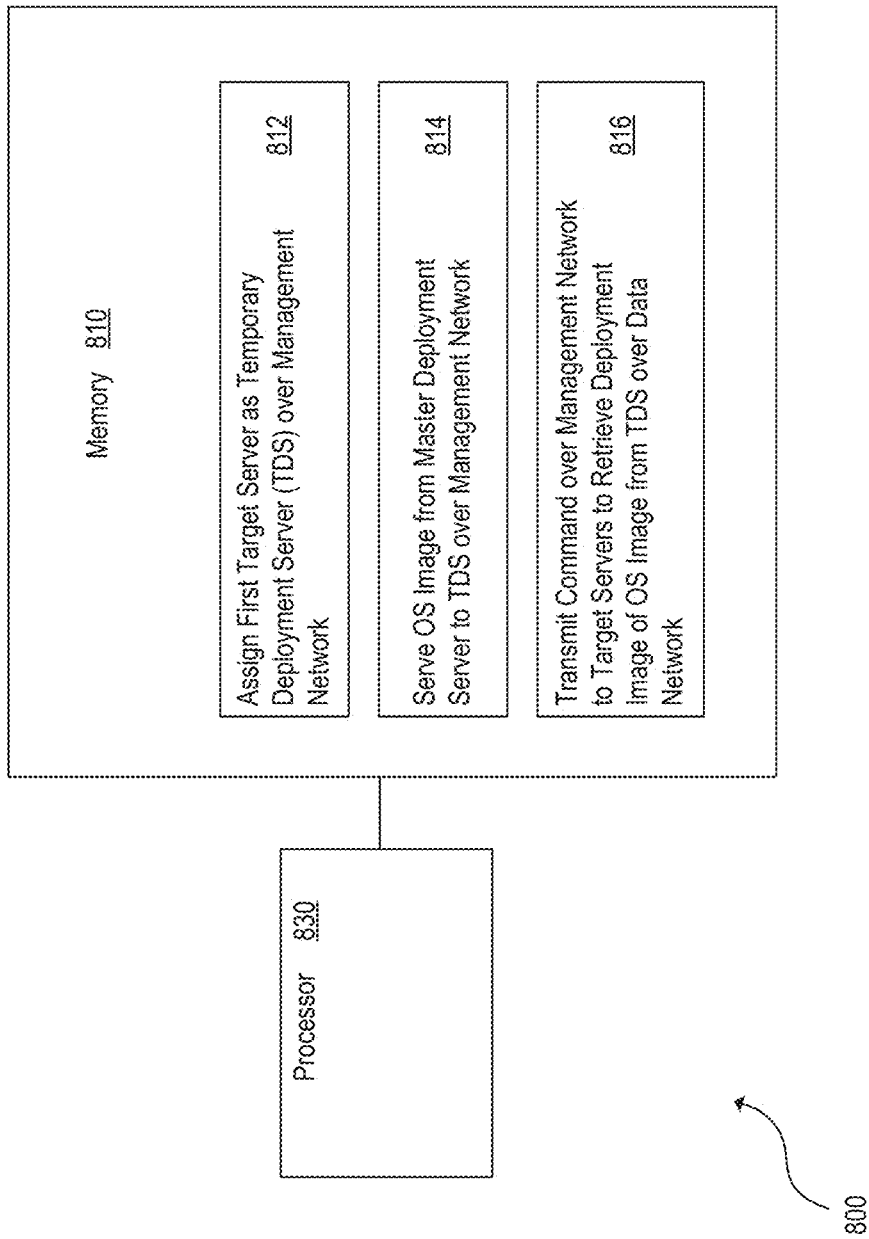 Memory 810
Assign First Target Server as Temporary
Deployment Server (TDS) over Management
Network
812
Serve OS Image from Master Deployment
Server to TDS over Management Network
814
Transmit Command over Management Network
to Target Servers to Retrieve Deployment
Image of OS Image from TDS over Data
Network
816
Processor 830
800